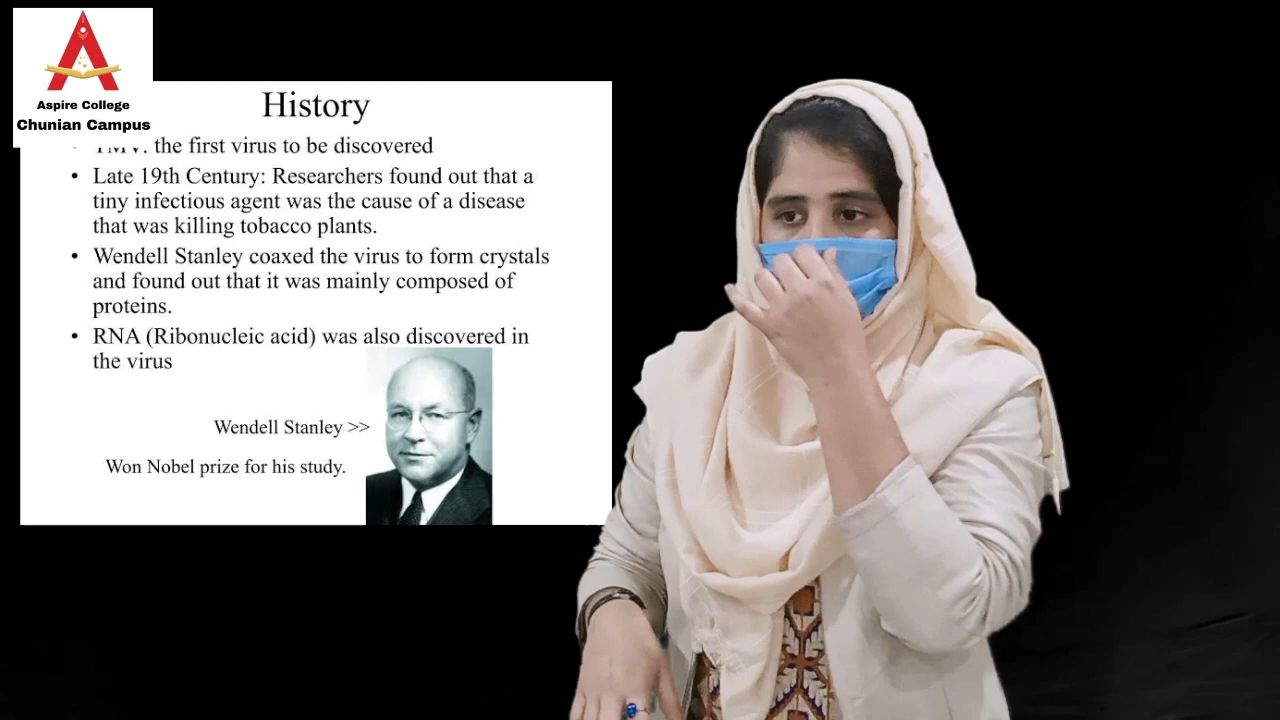 Aspire College
Chunian Campus
History
the first virus to be discovered
Late 19th Century: Researchers found out that a
tiny infectious agent was the cause of a disease
that was killing tobacco plants.
Wendell Stanley coaxed the virus to form crystals
and found out that it was mainly composed of
proteins.
RNA (Ribonucleic acid) was also discovered in
the virus
Wendell Stanley >>
Won Nobel prize for his study.